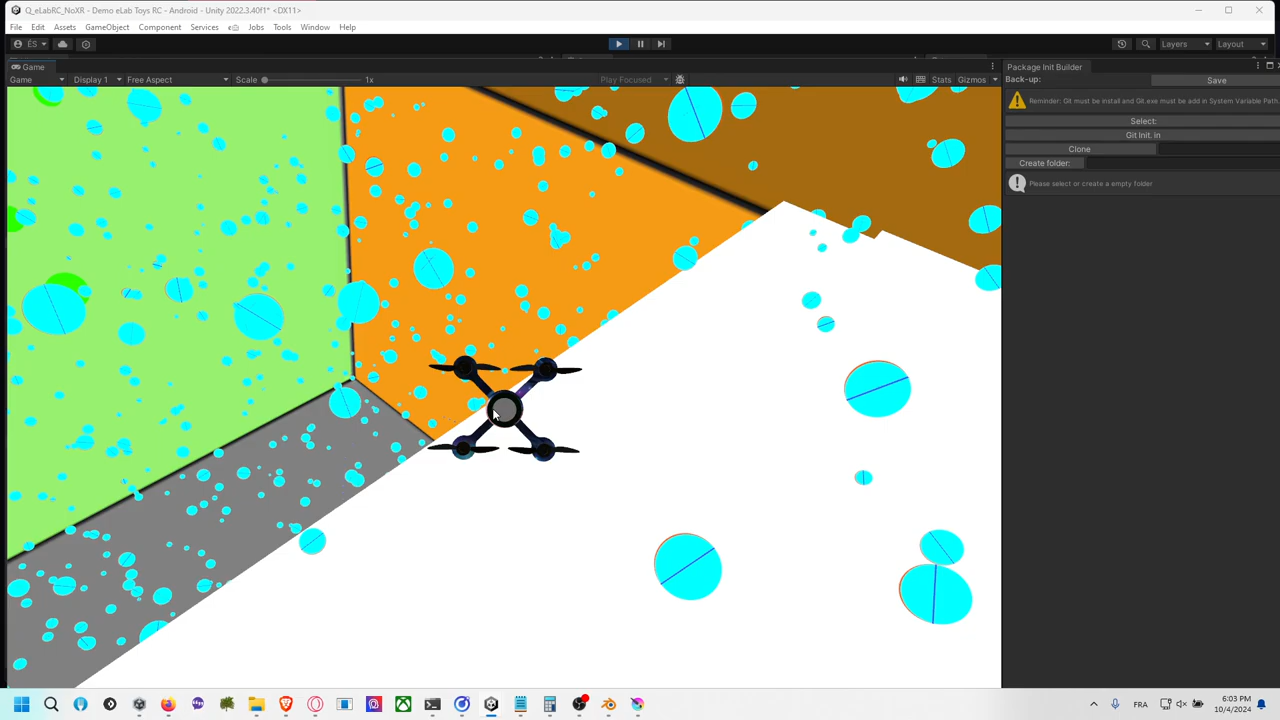 Q_eLabRC_NoXR - Demo eLab Toys RC - Android - Unity 2022.3.40f1* <DX11>
File Edit Assets GameObject Component Services Jobs Tools Window Help
ÉS Layers Layout
Game Package Init Builder
Game Display 1 Free Aspect Scale 1x Play Focused Stats Gizmos
Back-up: Save
Reminder: Git must be install and Git.exe must be add in System Variable Path.
Select:
Git Init. in
Clone
Create folder:
Please select or create a empty folder
6:03 PM
FRA
10/4/2024